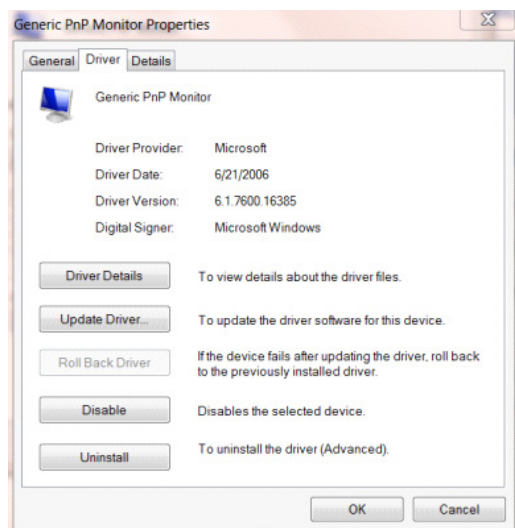 Generic PnP Monitor Properties
General Driver Details
Generic PnP Monitor
Driver Provider: Microsoft
Driver Date: 6/21/2006
Driver Version: 6.1.7600.16385
Digital Signer: Microsoft Windows
Driver Details To view details about the driver files.
Update Driver... To update the driver software for this device.
Roll Back Driver If the device fails after updating the driver, roll back
to the previously installed driver.
Disable Disables the selected device.
Uninstall To uninstall the driver (Advanced).
OK Cancel